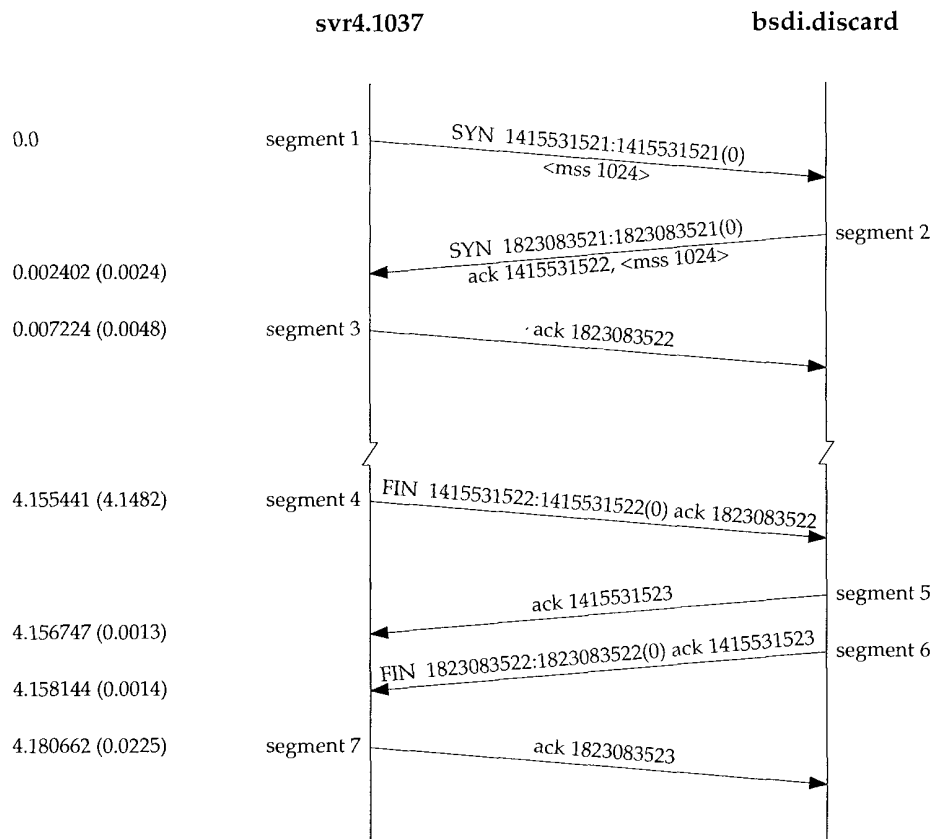 svr4.1037 bsdi.discard
0.0 segment 1 SYN 1415531521:1415531521(0)
<mss 1024>
SYN 1823083521:1823083521(0) segment 2
0.002402 (0.0024) ack 1415531522, <mss 1024>
0.007224 (0.0048) segment 3 ack 1823083522
4.155441 (4.1482) segment 4 FIN 1415531522:1415531522(0) ack 1823083522
ack 1415531523 segment 5
4.156747 (0.0013)
FIN 1823083522:1823083522(0) ack 1415531523 segment 6
4.158144 (0.0014)
4.180662 (0.0225) segment 7 ack 1823083523